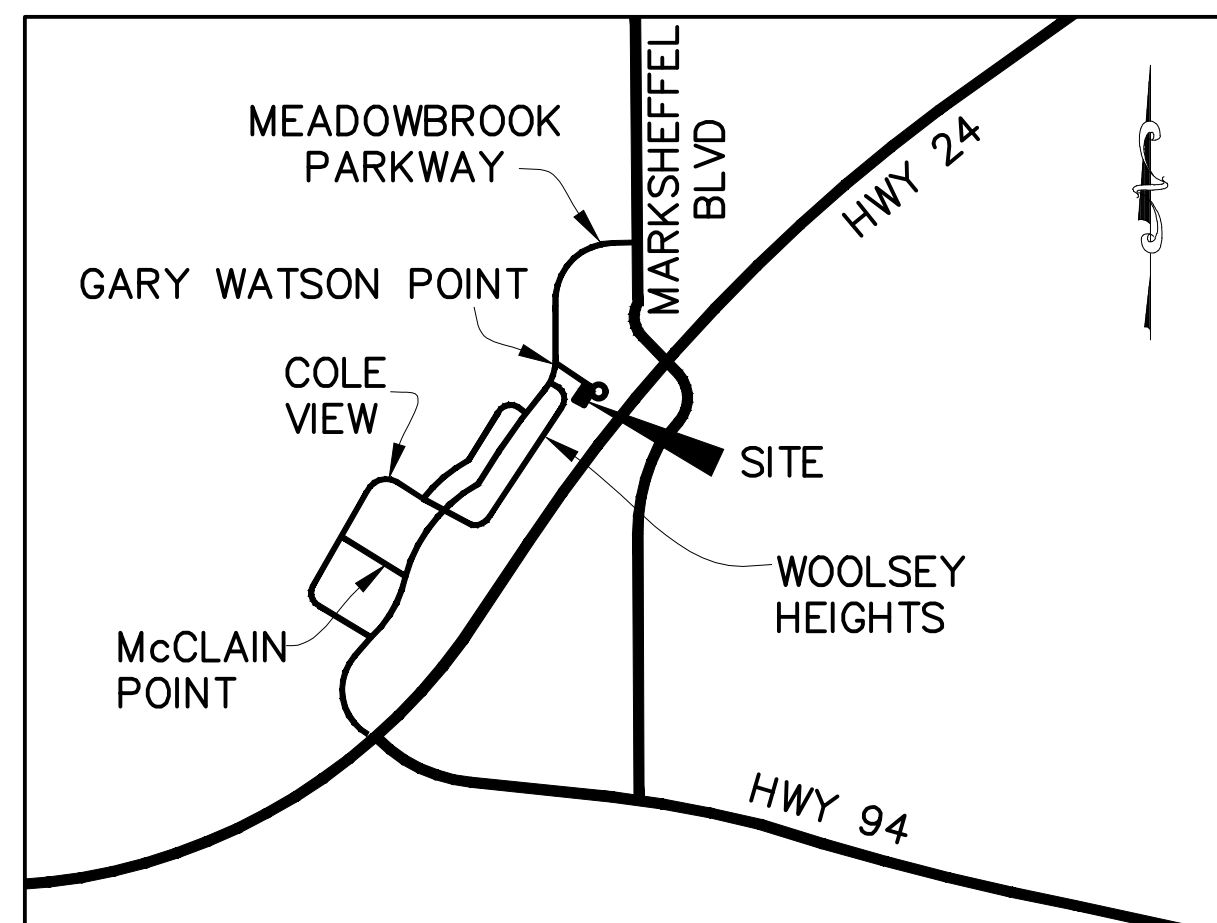 MEADOWBROOK
PARKWAY
MARKSHEFFEL
BLVD
HWY 24
GARY WATSON POINT
COLE
VIEW
SITE
WOOLSEY
HEIGHTS
McCLAIN
POINT
HWY 94